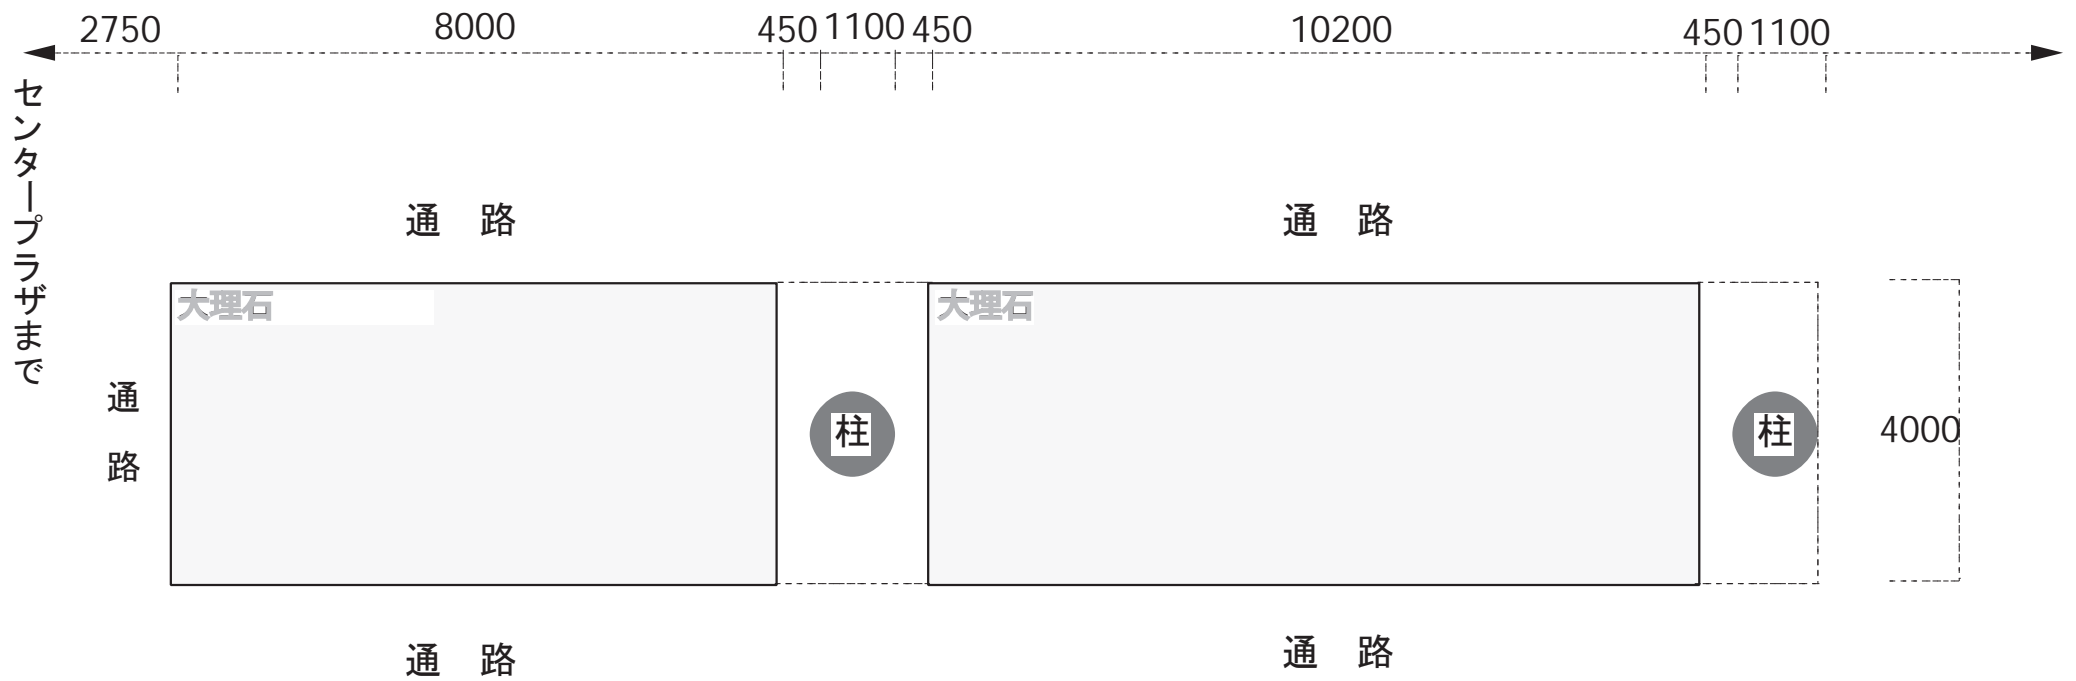 2750 8000 450 1100 450 10200 450 1100
センタープラザまで
通 路 通 路
大理石 大理石
通路
柱 柱
4000
通 路 通 路